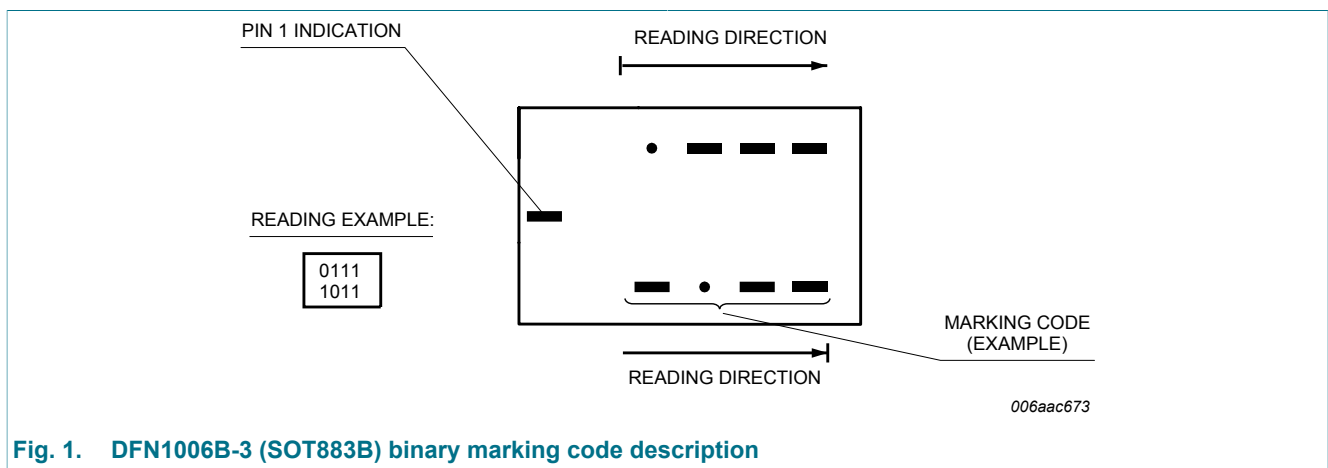 PIN 1 INDICATION
READING DIRECTION
READING EXAMPLE:
0111
1011
MARKING CODE
(EXAMPLE)
READING DIRECTION
006aac673
Fig. 1. DFN1006B-3 (SOT883B) binary marking code description